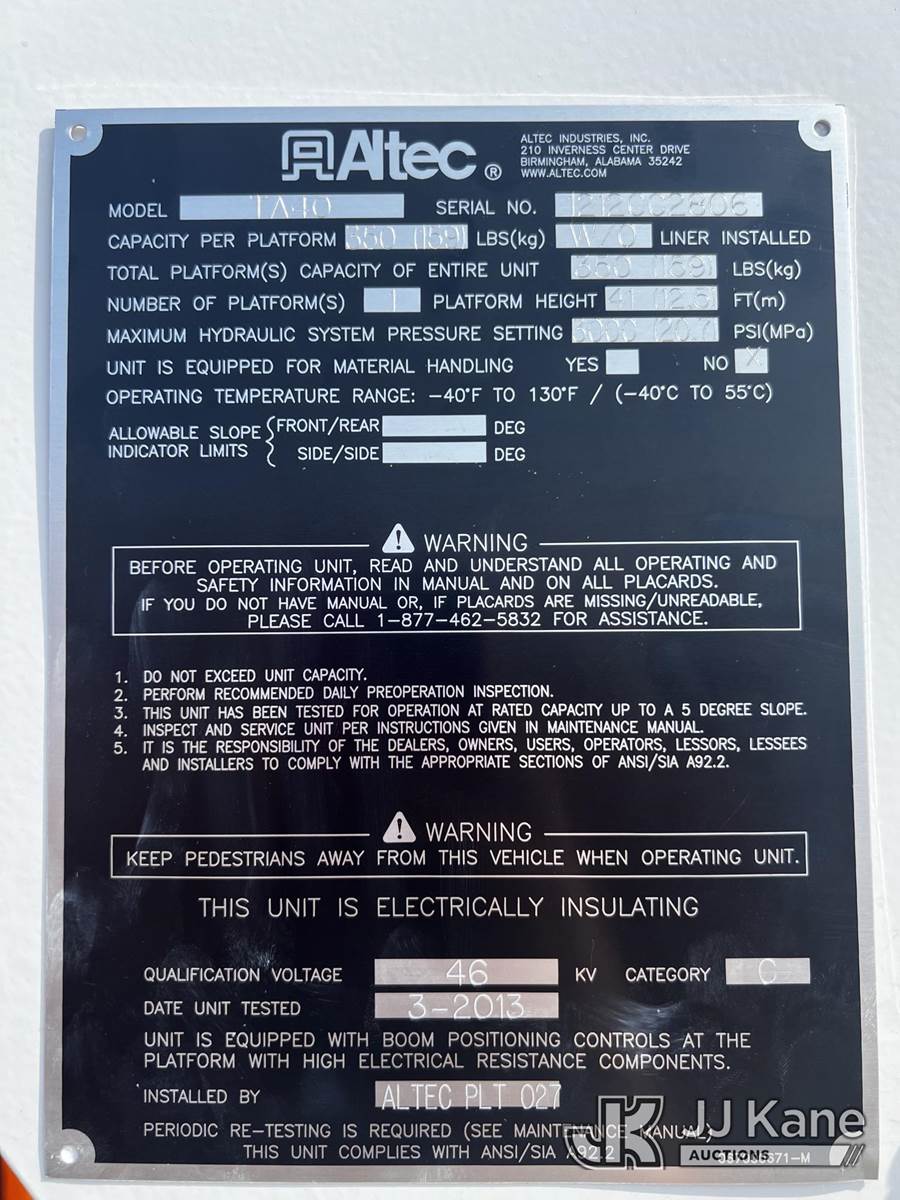 Altec ®
ALTEC INDUSTRIES, INC.
210 INVERNESS CENTER DRIVE
BIRMINGHAM, ALABAMA 35242
WWW.ALTEC.COM
MODEL TA40 SERIAL NO. 1212CC2806
CAPACITY PER PLATFORM 350 (159) LBS(kg) W/O LINER INSTALLED
TOTAL PLATFORM(S) CAPACITY OF ENTIRE UNIT 350 (159) LBS(kg)
NUMBER OF PLATFORM(S) 1 PLATFORM HEIGHT 41 (12.5) FT(m)
MAXIMUM HYDRAULIC SYSTEM PRESSURE SETTING 3000 (20.7) PSI(MPa)
UNIT IS EQUIPPED FOR MATERIAL HANDLING YES NO X
OPERATING TEMPERATURE RANGE: -40°F TO 130°F / (-40°C TO 55°C)
ALLOWABLE SLOPE INDICATOR LIMITS
FRONT/REAR DEG
SIDE/SIDE DEG
WARNING
BEFORE OPERATING UNIT, READ AND UNDERSTAND ALL OPERATING AND
SAFETY INFORMATION IN MANUAL AND ON ALL PLACARDS.
IF YOU DO NOT HAVE MANUAL OR, IF PLACARDS ARE MISSING/UNREADABLE,
PLEASE CALL 1-877-462-5832 FOR ASSISTANCE.
1. DO NOT EXCEED UNIT CAPACITY.
2. PERFORM RECOMMENDED DAILY PREOPERATION INSPECTION.
3. THIS UNIT HAS BEEN TESTED FOR OPERATION AT RATED CAPACITY UP TO A 5 DEGREE SLOPE.
4. INSPECT AND SERVICE UNIT PER INSTRUCTIONS GIVEN IN MAINTENANCE MANUAL.
5. IT IS THE RESPONSIBILITY OF THE DEALERS, OWNERS, USERS, OPERATORS, LESSORS, LESSEES
AND INSTALLERS TO COMPLY WITH THE APPROPRIATE SECTIONS OF ANSI/SIA A92.2.
WARNING
KEEP PEDESTRIANS AWAY FROM THIS VEHICLE WHEN OPERATING UNIT.
THIS UNIT IS ELECTRICALLY INSULATING
QUALIFICATION VOLTAGE 46 KV CATEGORY C
DATE UNIT TESTED 3-2013
UNIT IS EQUIPPED WITH BOOM POSITIONING CONTROLS AT THE
PLATFORM WITH HIGH ELECTRICAL RESISTANCE COMPONENTS.
INSTALLED BY ALTEC PLT 027
PERIODIC RE-TESTING IS REQUIRED (SEE MAINTENANCE MANUAL)
THIS UNIT COMPLIES WITH ANSI/SIA A92.2
JK JJ Kane
AUCTIONS